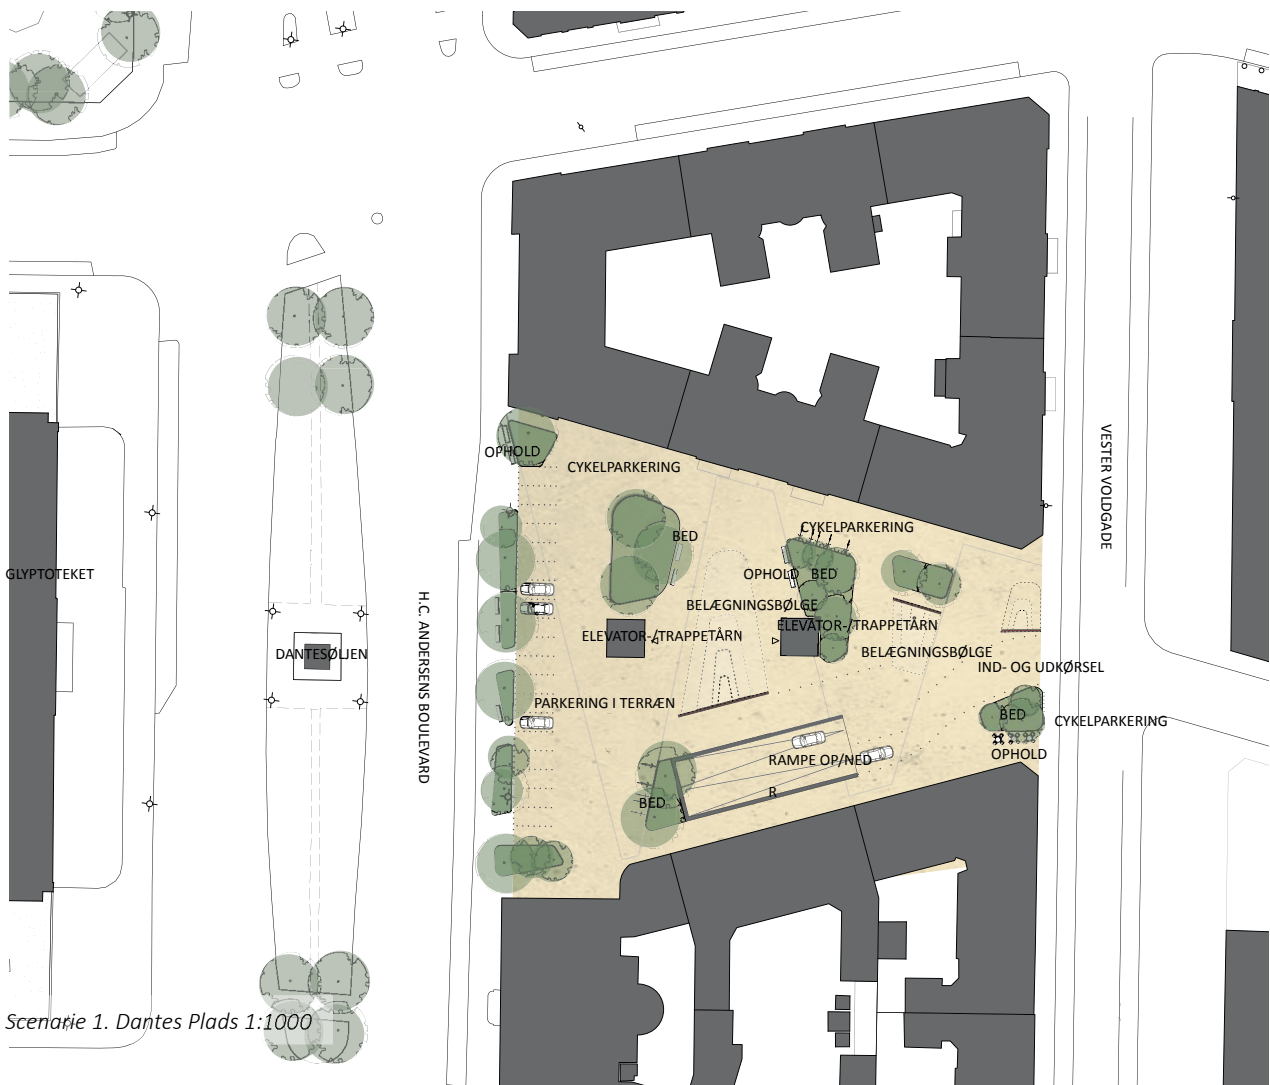 OPHOLD
CYKELPARKERING
BED
CYKELPARKERING
OPHOLD
BED
BELÆGNINGSBØLGE
ELEVATOR-/TRAPPETÅRN
ELEVATOR-/TRAPPETÅRN
BELÆGNINGSBØLGE
IND- OG UDKØRSEL
GLYPTOTEKET
DANTESØJLEN
H.C. ANDERSENS BOULEVARD
VESTER VOLDGADE
PARKERING I TERRÆN
BED
CYKELPARKERING
OPHOLD
RAMPE OP/NED
R
BED
Scenarie 1. Dantes Plads 1:1000